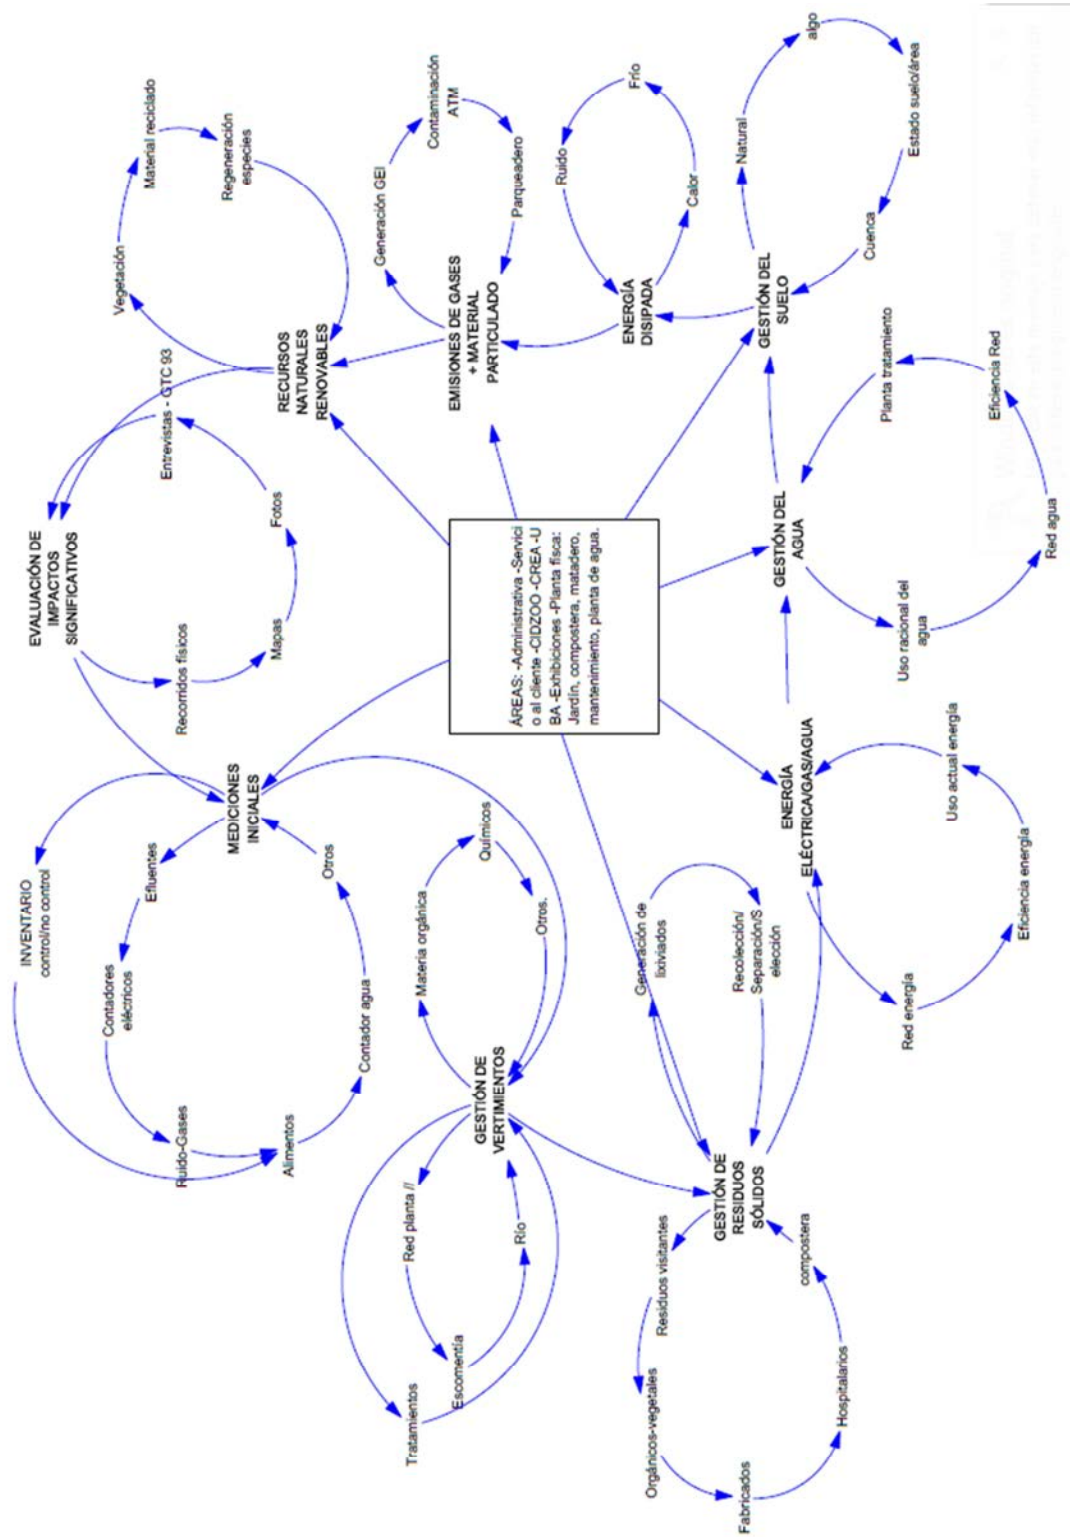 EVALUACIÓN DE
IMPACTOS
SIGNIFICATIVOS
Recorridos físicos
Mapas
Fotos
Entrevistas - GTC 93
MEDICIONES
INICIALES
INVENTARIO
control/no control
Efluentes
Contadores
eléctricos
Ruido-Gases
Alimentos
Contador agua
Otros
RECURSOS
NATURALES
RENOVABLES
Vegetación
Material reciclado
Regeneración
especies
EMISIONES DE GASES
+ MATERIAL
PARTICULADO
Generación GEI
Contaminación
ATM
Parqueadero
ENERGÍA
DISIPADA
Calor
Frío
Ruido
GESTIÓN DEL
SUELO
Natural
algo
Estado suelo/área
Cuenca
ÁREAS: -Administrativa -Servici
o al cliente -CIDZOO -CREA -U
BA -Exhibiciones -Planta física:
Jardín, compostera, matadero,
mantenimiento, planta de agua.
GESTIÓN DEL
AGUA
Uso racional del
agua
Red agua
Eficiencia Red
Planta tratamiento
ENERGÍA
ELÉCTRICA/GAS/AGUA
Red energía
Eficiencia energía
Uso actual energía
GESTIÓN DE
VERTIMIENTOS
Materia orgánica
Químicos
Otros.
Red planta //
Escomentía
Río
Tratamientos
GESTIÓN DE
RESIDUOS
SÓLIDOS
Generación de
lixiviados
Recolección/
Separación/S
elección
Residuos visitantes
Orgánicos-vegetales
Fabricados
Hospitalarios
compostera